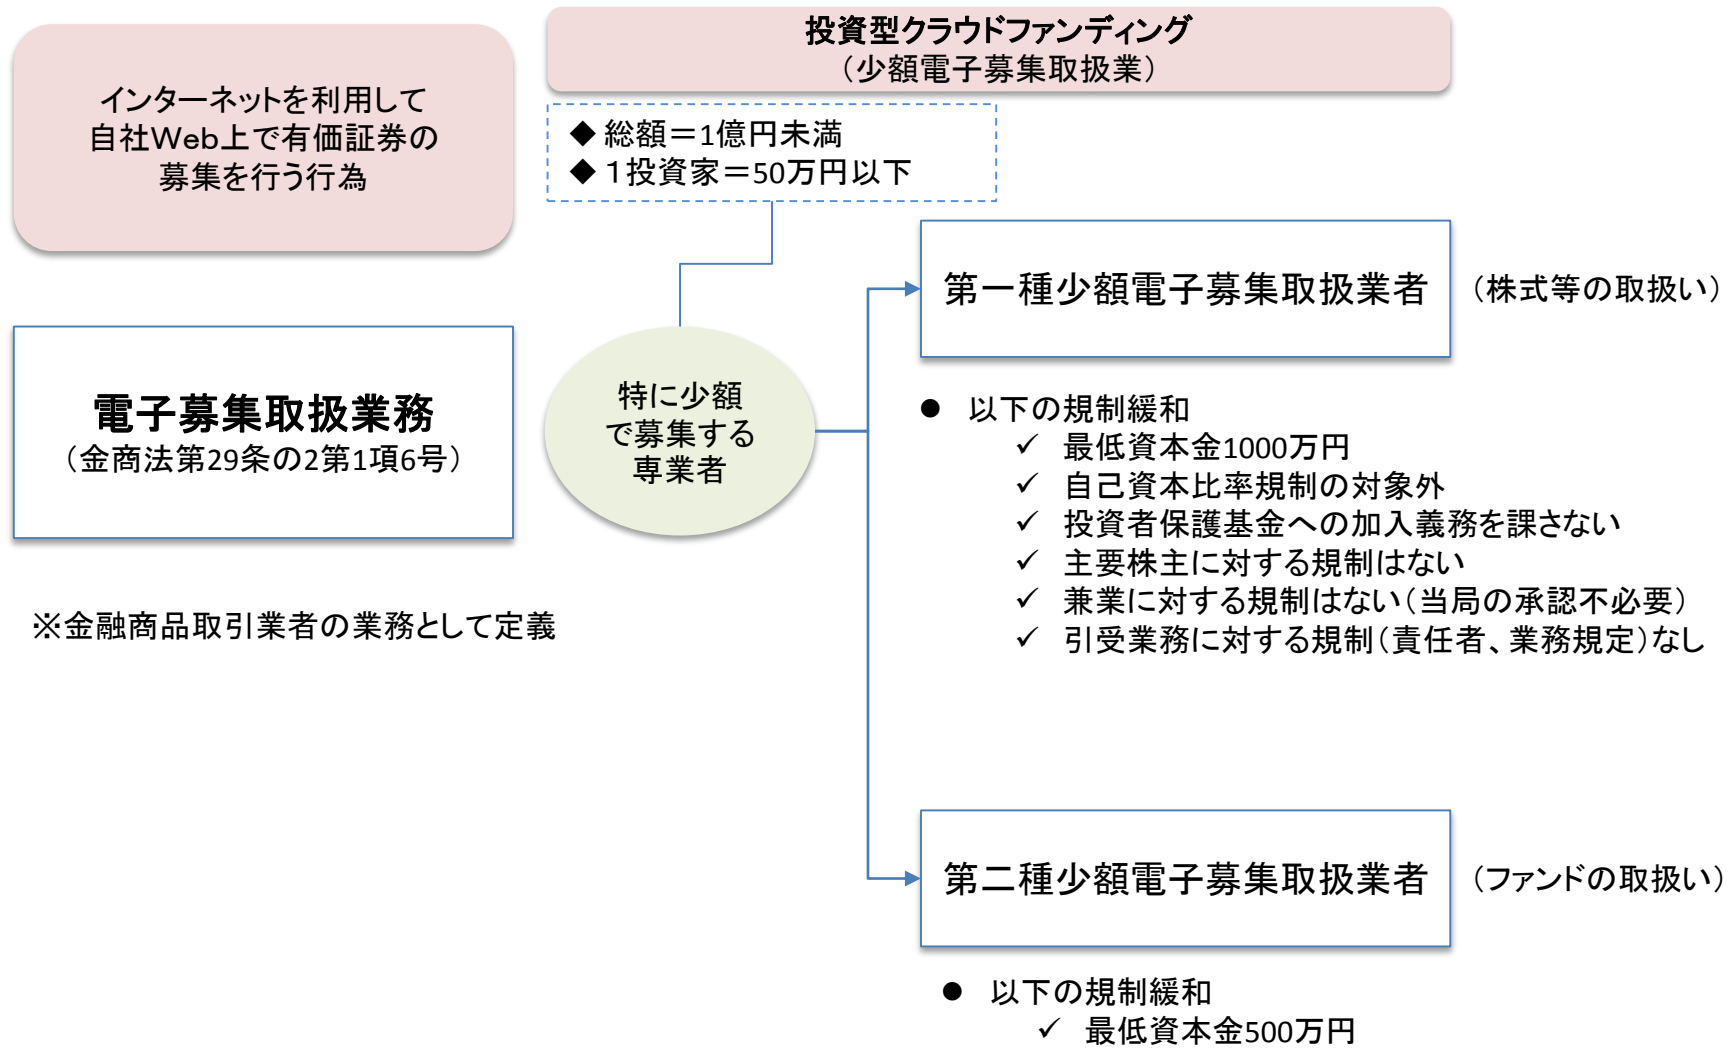 インターネットを利用して
自社Web上で有価証券の
募集を行う行為
電子募集取扱業務
（金商法第29条の2第1項6号）
※金融商品取引業者の業務として定義
投資型クラウドファンディング
（少額電子募集取扱業）
◆ 総額＝1億円未満
◆ １投資家＝50万円以下
特に少額
で募集する
専業者
第一種少額電子募集取扱業者
（株式等の取扱い）
● 以下の規制緩和
✓ 最低資本金1000万円
✓ 自己資本比率規制の対象外
✓ 投資者保護基金への加入義務を課さない
✓ 主要株主に対する規制はない
✓ 兼業に対する規制はない（当局の承認不必要）
✓ 引受業務に対する規制（責任者、業務規定）なし
第二種少額電子募集取扱業者
（ファンドの取扱い）
● 以下の規制緩和
✓ 最低資本金500万円